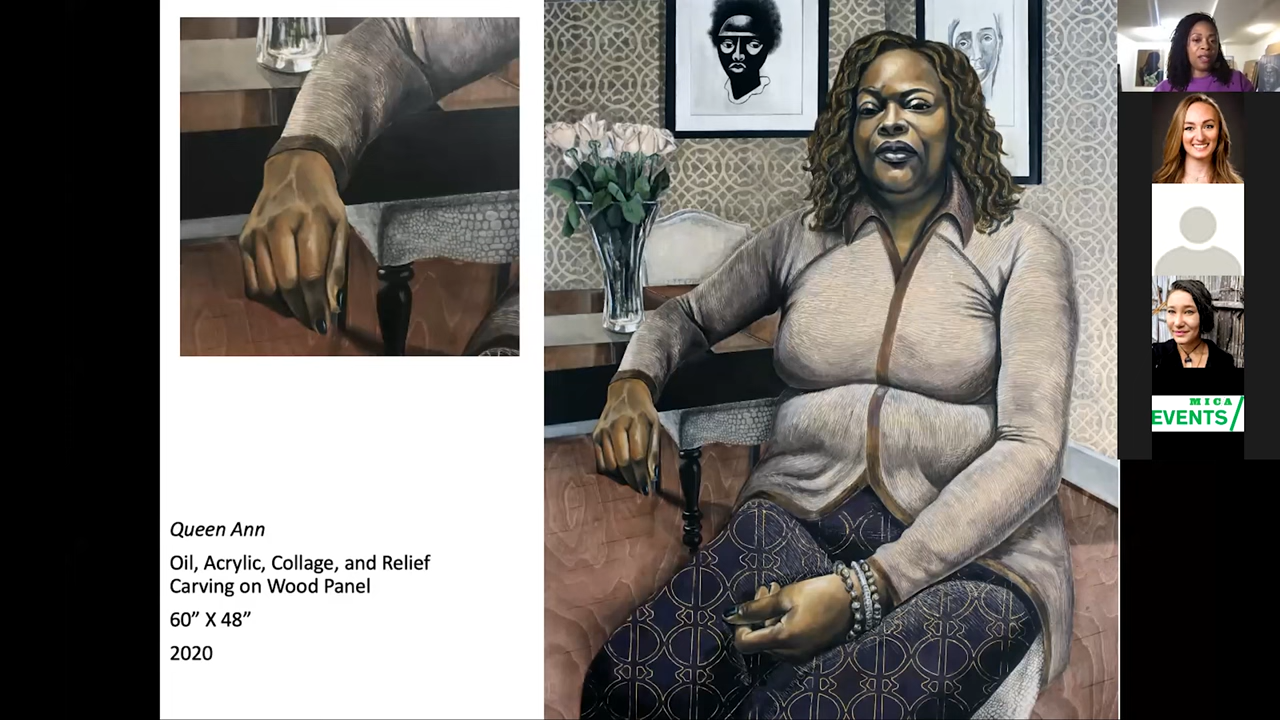 Queen Ann
Oil, Acrylic, Collage, and Relief
Carving on Wood Panel
60” X 48”
2020
MICA
EVENTS/